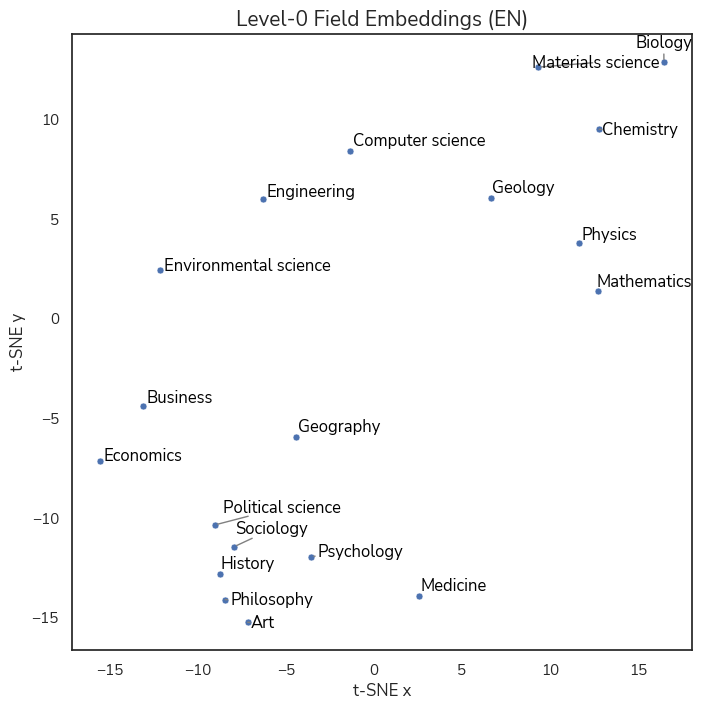 Level-0 Field Embeddings (EN)
Biology
Materials science
Chemistry
Computer science
Geology
Engineering
Physics
Environmental science
Mathematics
Business
Geography
Economics
Political science
Sociology
Psychology
History
Medicine
Philosophy
Art
10
5
0
−5
−10
−15
t-SNE y
−15 −10 −5 0 5 10 15
t-SNE x